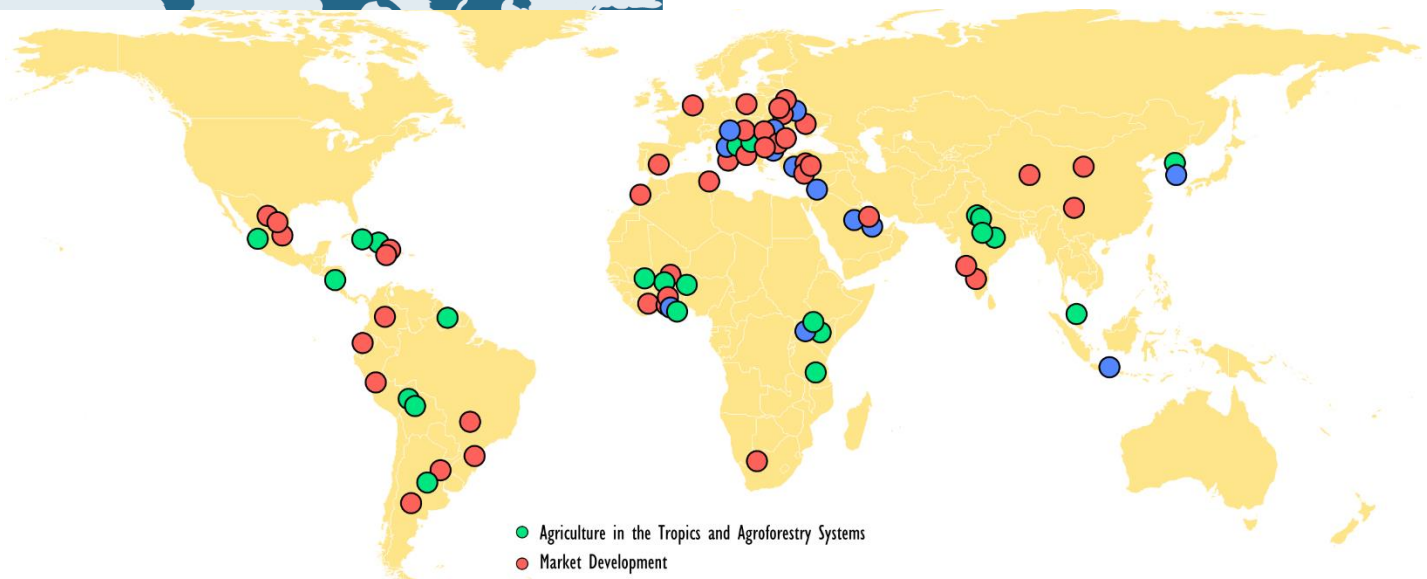 Agriculture in the Tropics and Agroforestry Systems
Market Development